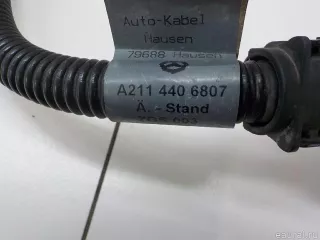 Auto-Kabel
Hausen
79688 Hausen
A211 440 6807
Ä. - Stand